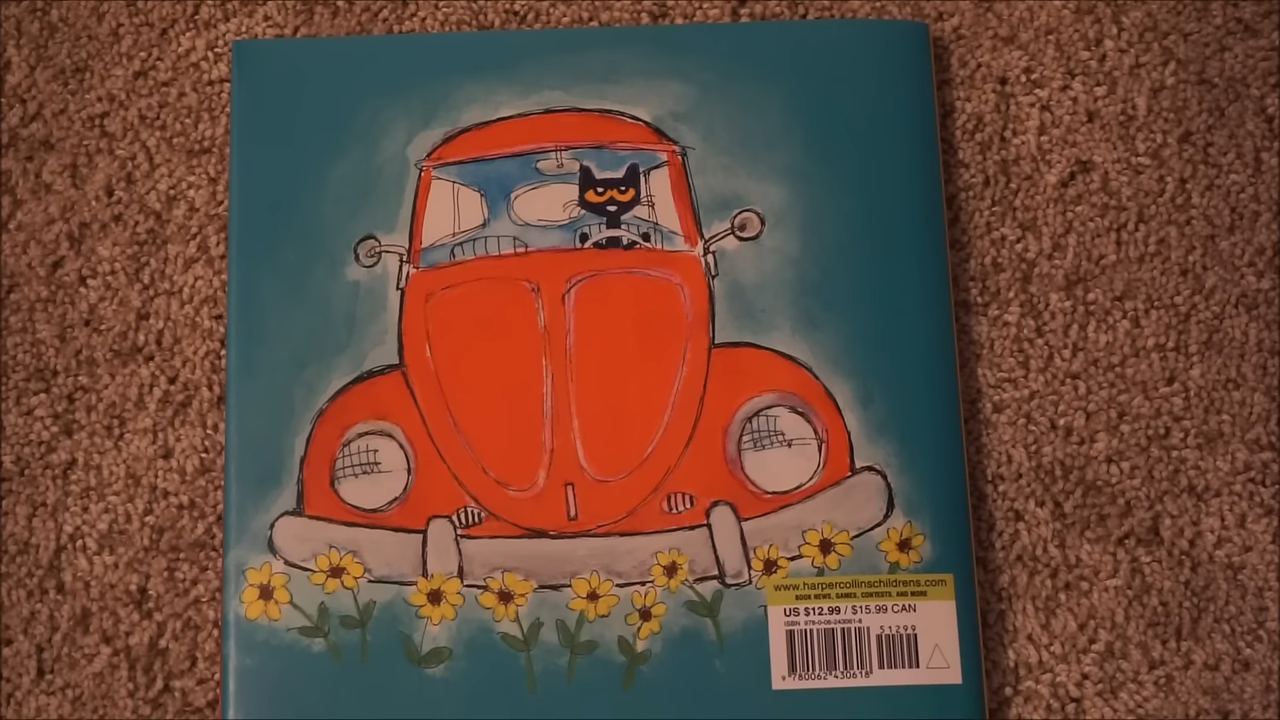 www.harpercollinschildrens.com
BOOK NEWS, GAMES, CONTESTS, AND MORE
US $12.99 / $15.99 CAN
ISBN 978-0-06-243061-8
51299
9 780062 430618